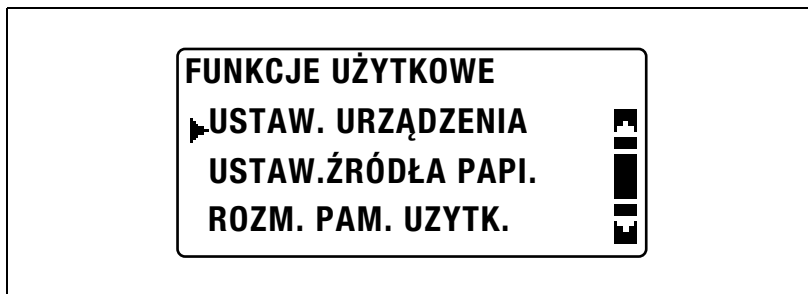 FUNKCJE UŻYTKOWE
USTAW. URZĄDZENIA
USTAW.ŹRÓDŁA PAPI.
ROZM. PAM. UZYTK.